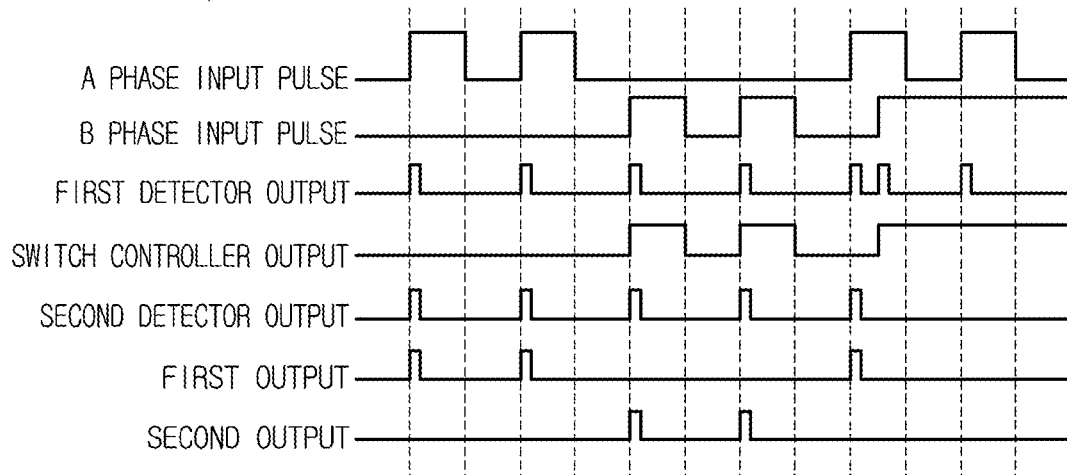 A PHASE INPUT PULSE
B PHASE INPUT PULSE
FIRST DETECTOR OUTPUT
SWITCH CONTROLLER OUTPUT
SECOND DETECTOR OUTPUT
FIRST OUTPUT
SECOND OUTPUT